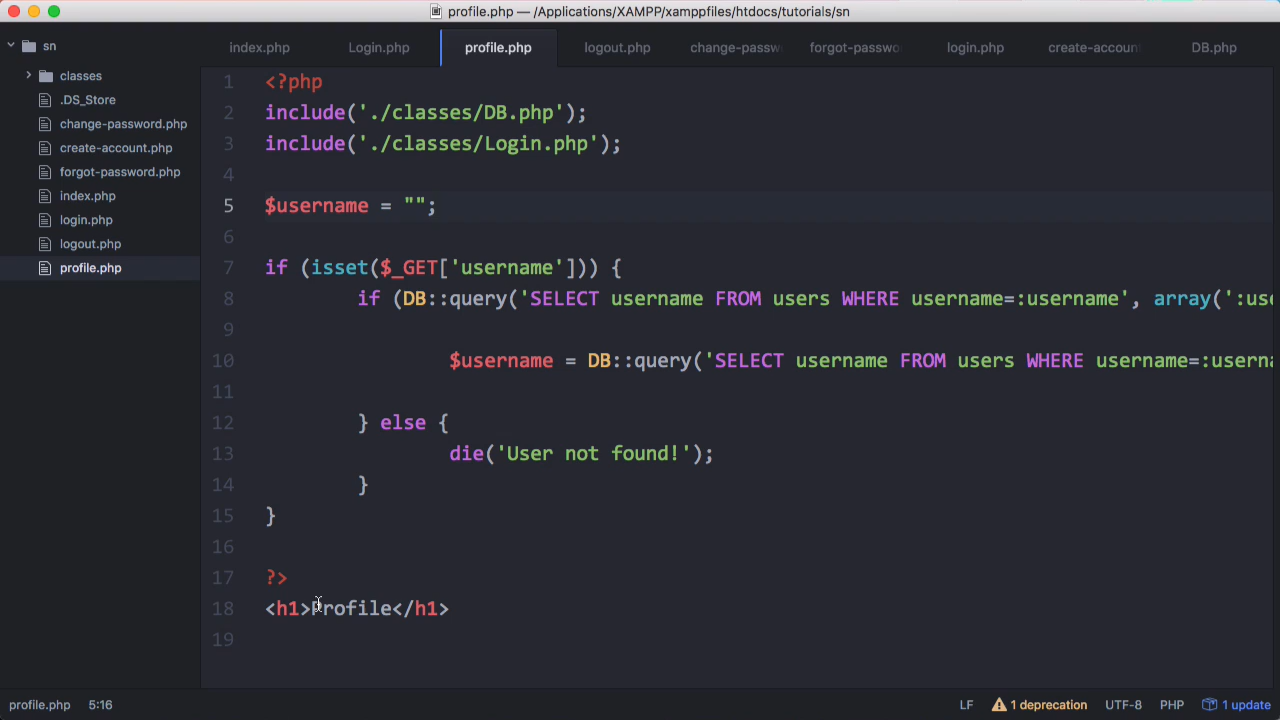 profile.php — /Applications/XAMPP/xamppfiles/htdocs/tutorials/sn
sn
classes
.DS_Store
change-password.php
create-account.php
forgot-password.php
index.php
login.php
logout.php
profile.php
index.php Login.php profile.php logout.php change-passw forgot-passwo login.php create-accoun DB.php
1 <?php
2 include('./classes/DB.php');
3 include('./classes/Login.php');
4
5 $username = "";
6
7 if (isset($_GET['username'])) {
8 if (DB::query('SELECT username FROM users WHERE username=:username', array(':use
9
10 $username = DB::query('SELECT username FROM users WHERE username=:userna
11
12 } else {
13 die('User not found!');
14 }
15 }
16
17 ?>
18 <h1>Profile</h1>
19
profile.php 5:16 LF 1 deprecation UTF-8 PHP 1 update